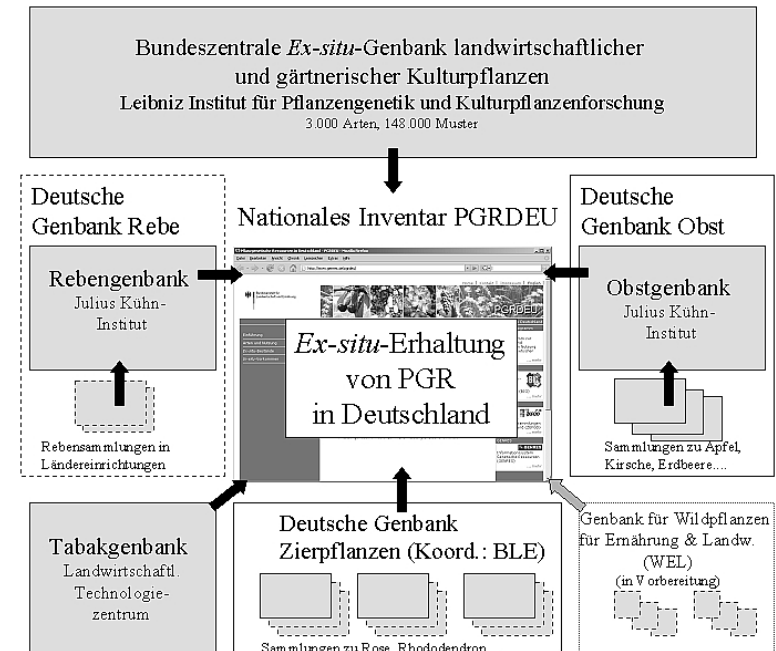 Bundeszentrale Ex-situ-Genbank landwirtschaftlicher
und gärtnerischer Kulturpflanzen
Leibniz Institut für Pflanzengenetik und Kulturpflanzenforschung
3.000 Arten, 148.000 Muster
Deutsche
Genbank Rebe
Rebengenbank
Julius Kühn-
Institut
Rebensammlungen in
Ländereinrichtungen
Nationales Inventar PGRDEU
PGRDEU
Ex-situ-Erhaltung
von PGR
in Deutschland
Deutsche
Genbank Obst
Obstgenbank
Julius Kühn-
Institut
Sammlungen zu Apfel,
Kirsche, Erdbeere....
Tabakgenbank
Landwirtschaftl.
Technologie-
zentrum
Deutsche Genbank
Zierpflanzen (Koord.: BLE)
Sammlungen zu Rose, Rhododendron
Genbank für Wildpflanzen
für Ernährung & Landw.
(WEL)
(in Vorbereitung)